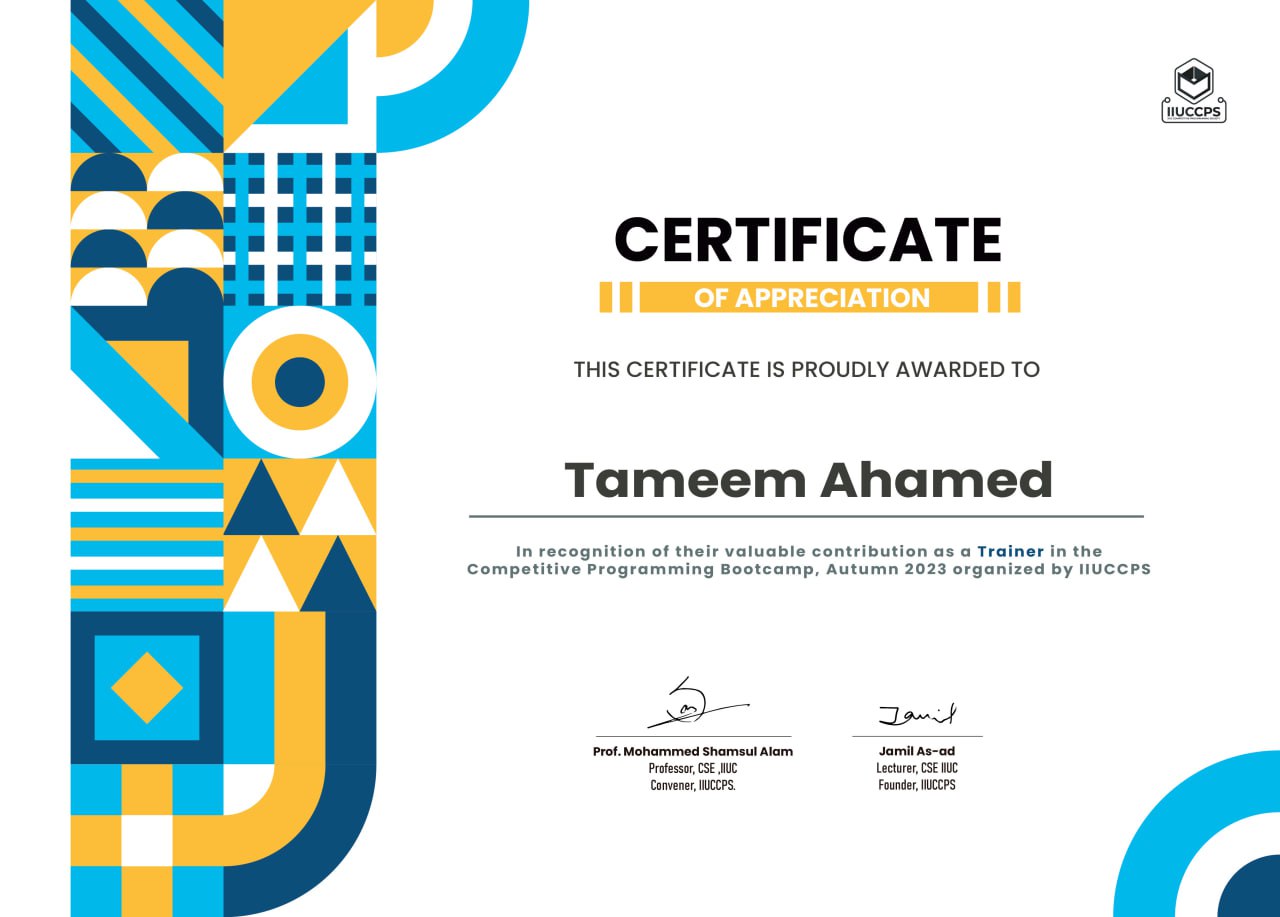 IIUCCPS
CERTIFICATE
OF APPRECIATION
THIS CERTIFICATE IS PROUDLY AWARDED TO
Tameem Ahamed
In recognition of their valuable contribution as a Trainer in the
Competitive Programming Bootcamp, Autumn 2023 organized by IIUCCPS
Jamil
Prof. Mohammed Shamsul Alam
Professor, CSE ,IIUC
Convener, IIUCCPS.
Jamil As-ad
Lecturer, CSE IIUC
Founder, IIUCCPS